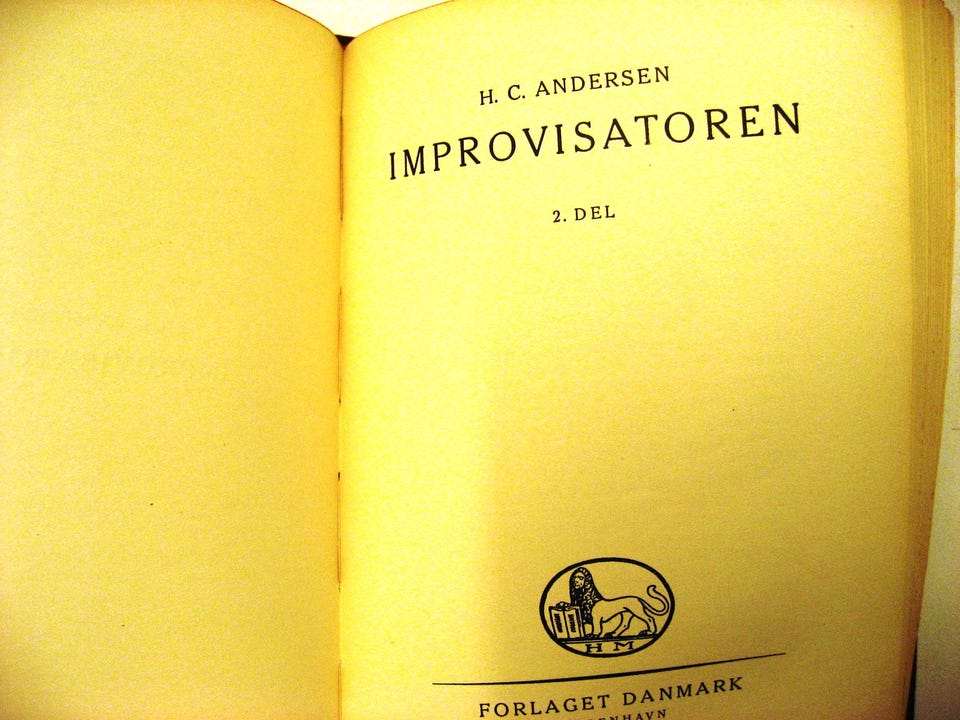 H. C. ANDERSEN
IMPROVISATOREN
2. DEL
H M
FORLAGET DANMARK